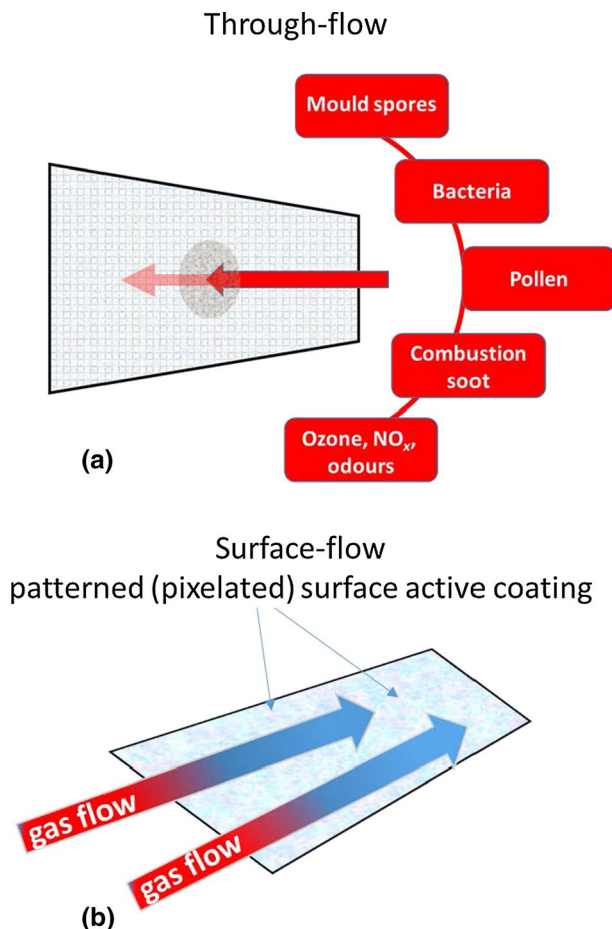 Through-flow
Mould spores
Bacteria
Pollen
Combustion
soot
Ozone, NOx,
odours
(a)
Surface-flow
patterned (pixelated) surface active coating
gas flow
gas flow
(b)